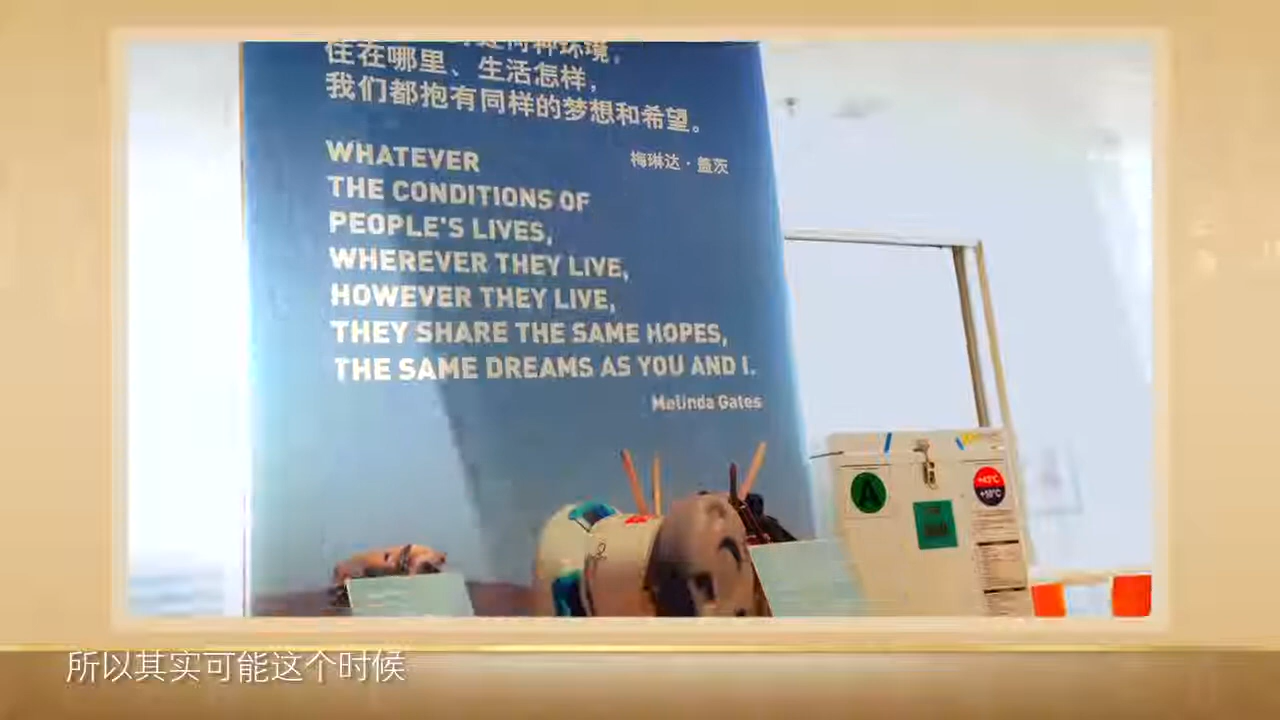 住在哪里、生活怎样，
我们都抱有同样的梦想和希望。
梅琳达·盖茨
WHATEVER
THE CONDITIONS OF
PEOPLE'S LIVES,
WHEREVER THEY LIVE,
HOWEVER THEY LIVE,
THEY SHARE THE SAME HOPES,
THE SAME DREAMS AS YOU AND I.
Melinda Gates
A
+43°C
+10°C
所以其实可能这个时候